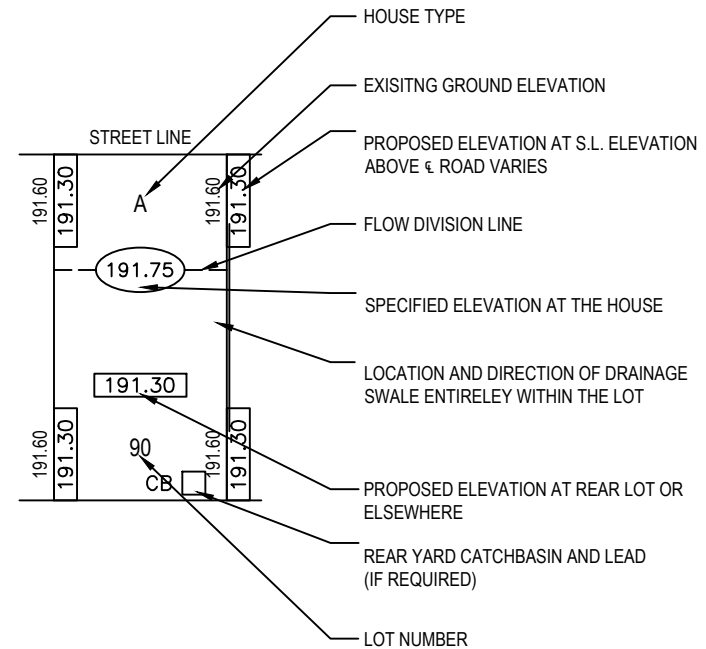 HOUSE TYPE
EXISITNG GROUND ELEVATION
STREET LINE
PROPOSED ELEVATION AT S.L. ELEVATION
ABOVE ℄ ROAD VARIES
191.60
191.30
A
191.60
191.30
FLOW DIVISION LINE
191.75
SPECIFIED ELEVATION AT THE HOUSE
LOCATION AND DIRECTION OF DRAINAGE
SWALE ENTIRELEY WITHIN THE LOT
191.30
191.60
191.30
90
191.60
191.30
CB
PROPOSED ELEVATION AT REAR LOT OR
ELSEWHERE
REAR YARD CATCHBASIN AND LEAD
(IF REQUIRED)
LOT NUMBER